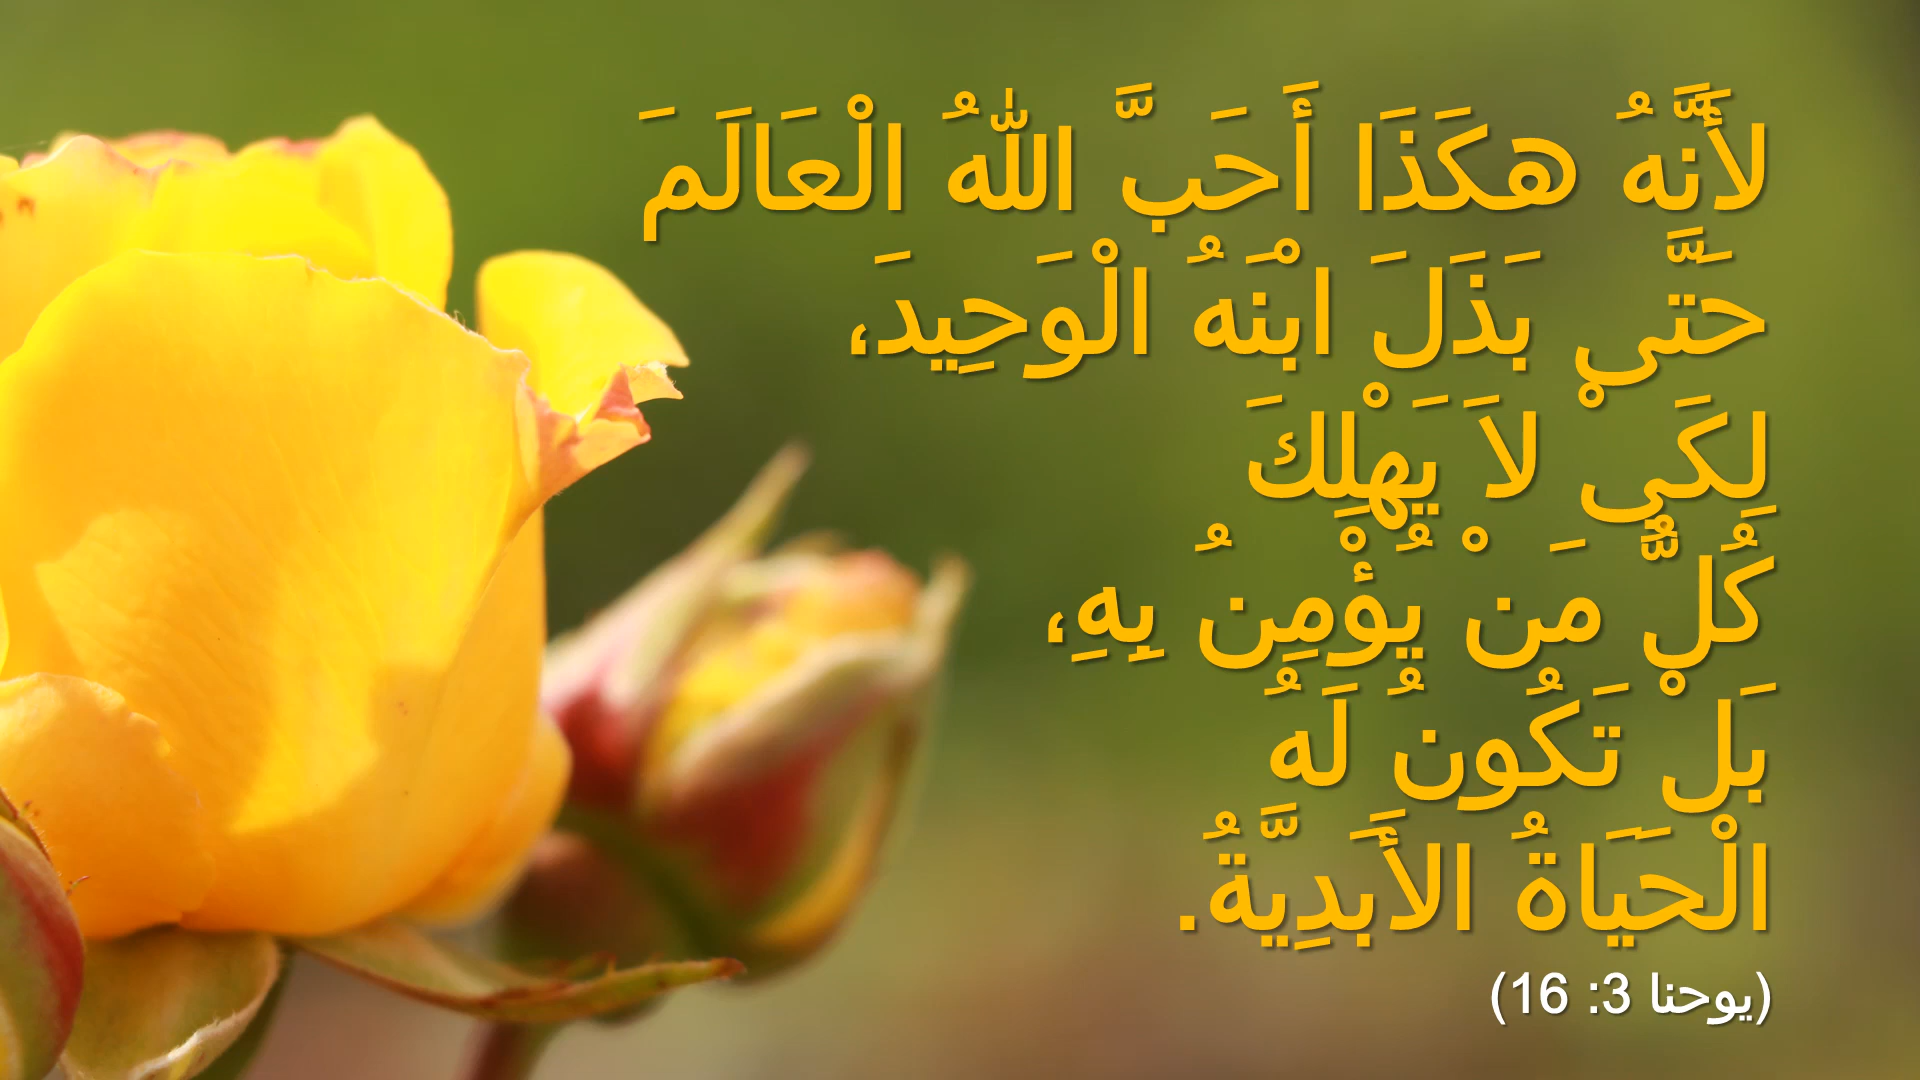 لأَنَّهُ هكَذَا أَحَبَّ اللهُ الْعَالَمَ
حَتَّى بَذَلَ ابْنَهُ الْوَحِيدَ،
لِكَيْ لاَ يَهْلِكَ
كُلُّ مَنْ يُؤْمِنُ بِهِ،
بَلْ تَكُونُ لَهُ
الْحَيَاةُ الأَبَدِيَّةُ.
(يوحنا 3: 16)